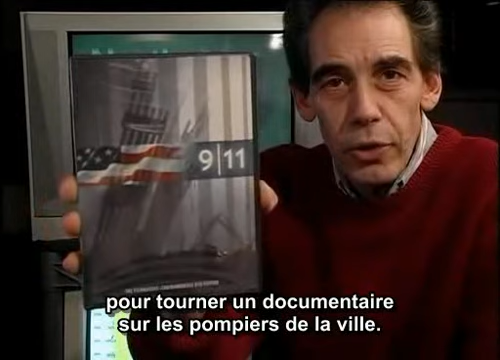 9|11
pour tourner un documentaire
sur les pompiers de la ville.